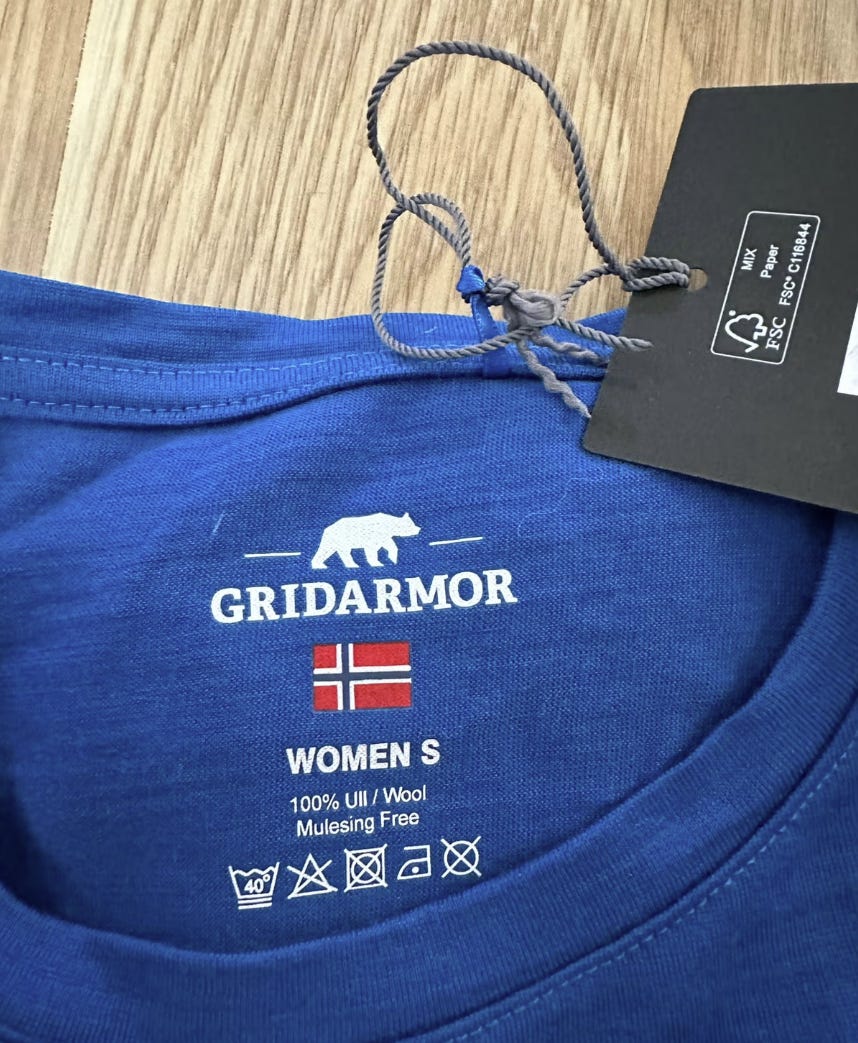 MIX
Paper
FSC® C116844
FSC
GRIDARMOR
WOMEN S
100% Ull / Wool
Mulesing Free
40°